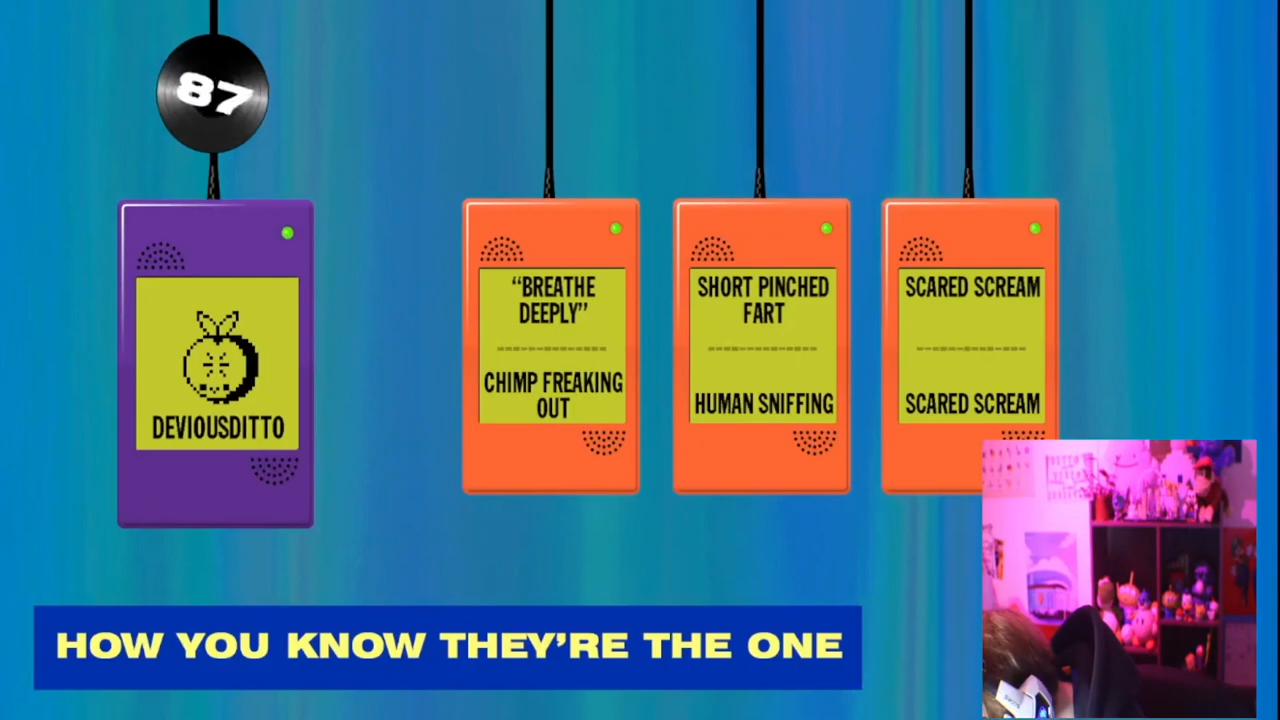 87
DEVIOUSDITTO
“BREATHE
DEEPLY”
CHIMP FREAKING
OUT
SHORT PINCHED
FART
HUMAN SNIFFING
SCARED SCREAM
SCARED SCREAM
HOW YOU KNOW THEY’RE THE ONE